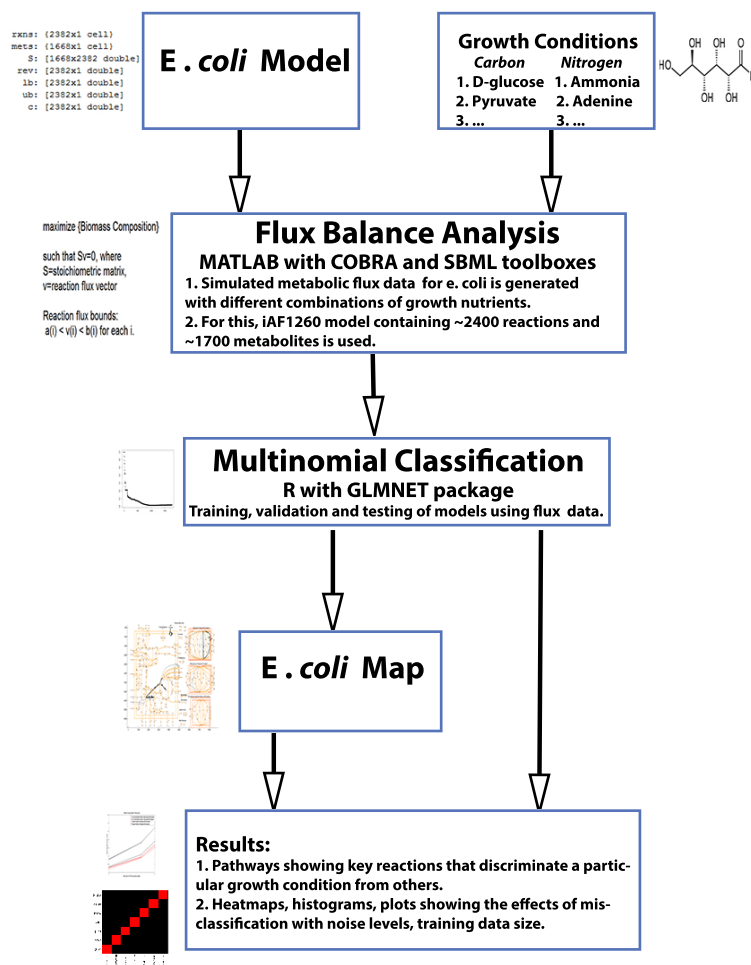 rxns: {2382x1 cell}
mets: {1668x1 cell}
S: [1668x2382 double]
rev: [2382x1 double]
lb: [2382x1 double]
ub: [2382x1 double]
c: [2382x1 double]
E . coli Model
Growth Conditions
Carbon Nitrogen
1. D-glucose 1. Ammonia
2. Pyruvate 2. Adenine
3. ... 3. ...
OH OH O
HO
OH OH OH
maximize {Biomass Composition}
such that Sv=0, where
S=stoichiometric matrix,
v=reaction flux vector
Reaction flux bounds:
a(i) < v(i) < b(i) for each i.
Flux Balance Analysis
MATLAB with COBRA and SBML toolboxes
1. Simulated metabolic flux data for e. coli is generated
with different combinations of growth nutrients.
2. For this, iAF1260 model containing ~2400 reactions and
~1700 metabolites is used.
Multinomial Classification
R with GLMNET package
Training, validation and testing of models using flux data.
E . coli Map
Results:
1. Pathways showing key reactions that discriminate a partic-
ular growth condition from others.
2. Heatmaps, histograms, plots showing the effects of mis-
classification with noise levels, training data size.